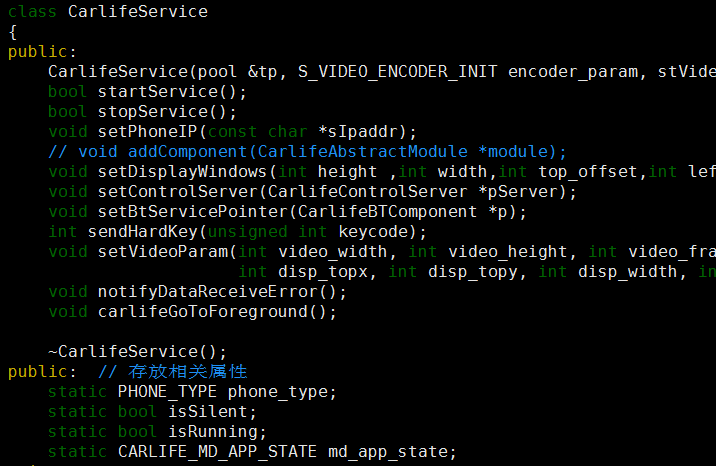 class CarlifeService
{
public:
CarlifeService(pool &tp, S_VIDEO_ENCODER_INIT encoder_param, stVide
bool startService();
bool stopService();
void setPhoneIP(const char *sIpaddr);
// void addComponent(CarlifeAbstractModule *module);
void setDisplayWindows(int height ,int width,int top_offset,int lef
void setControlServer(CarlifeControlServer *pServer);
void setBtServicePointer(CarlifeBTComponent *p);
int sendHardKey(unsigned int keycode);
void setVideoParam(int video_width, int video_height, int video_fra
int disp_topx, int disp_topy, int disp_width, in
void notifyDataReceiveError();
void carlifeGoToForeground();
~CarlifeService();
public: // 存放相关属性
static PHONE_TYPE phone_type;
static bool isSilent;
static bool isRunning;
static CARLIFE_MD_APP_STATE md_app_state;